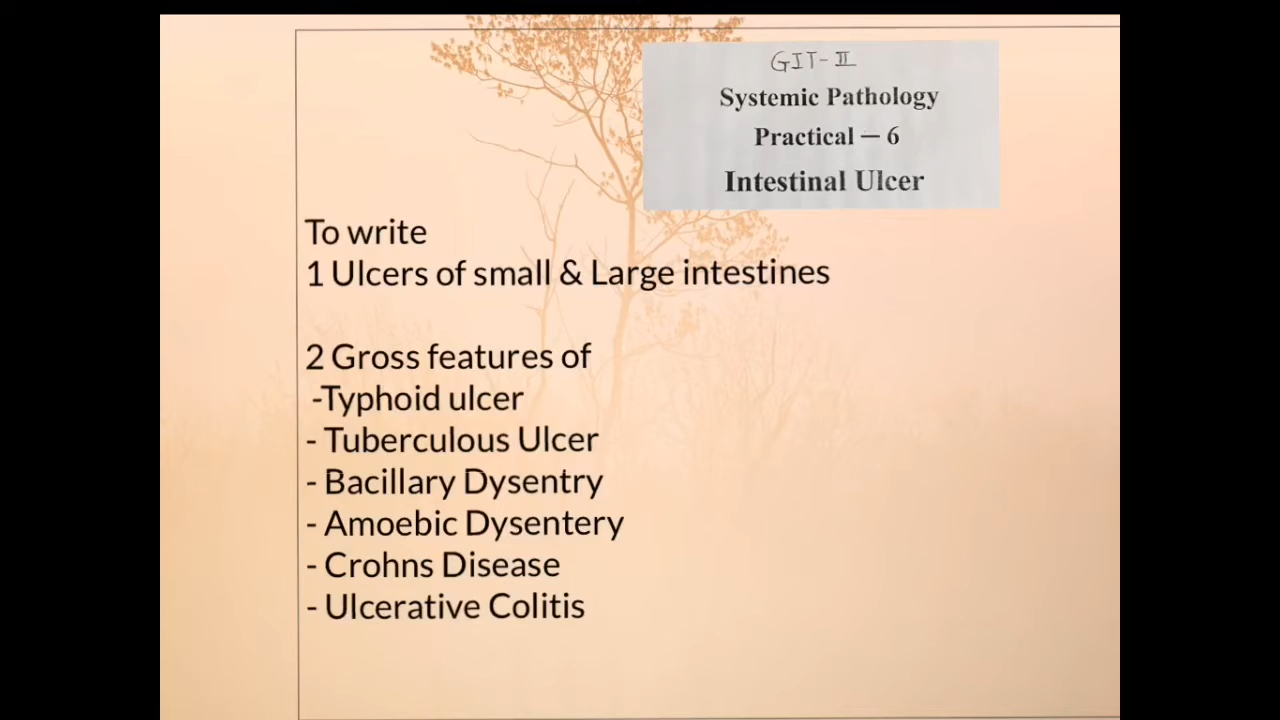 GIT-II
Systemic Pathology
Practical — 6
Intestinal Ulcer
To write
1 Ulcers of small & Large intestines
2 Gross features of
-Typhoid ulcer
- Tuberculous Ulcer
- Bacillary Dysentry
- Amoebic Dysentery
- Crohns Disease
- Ulcerative Colitis